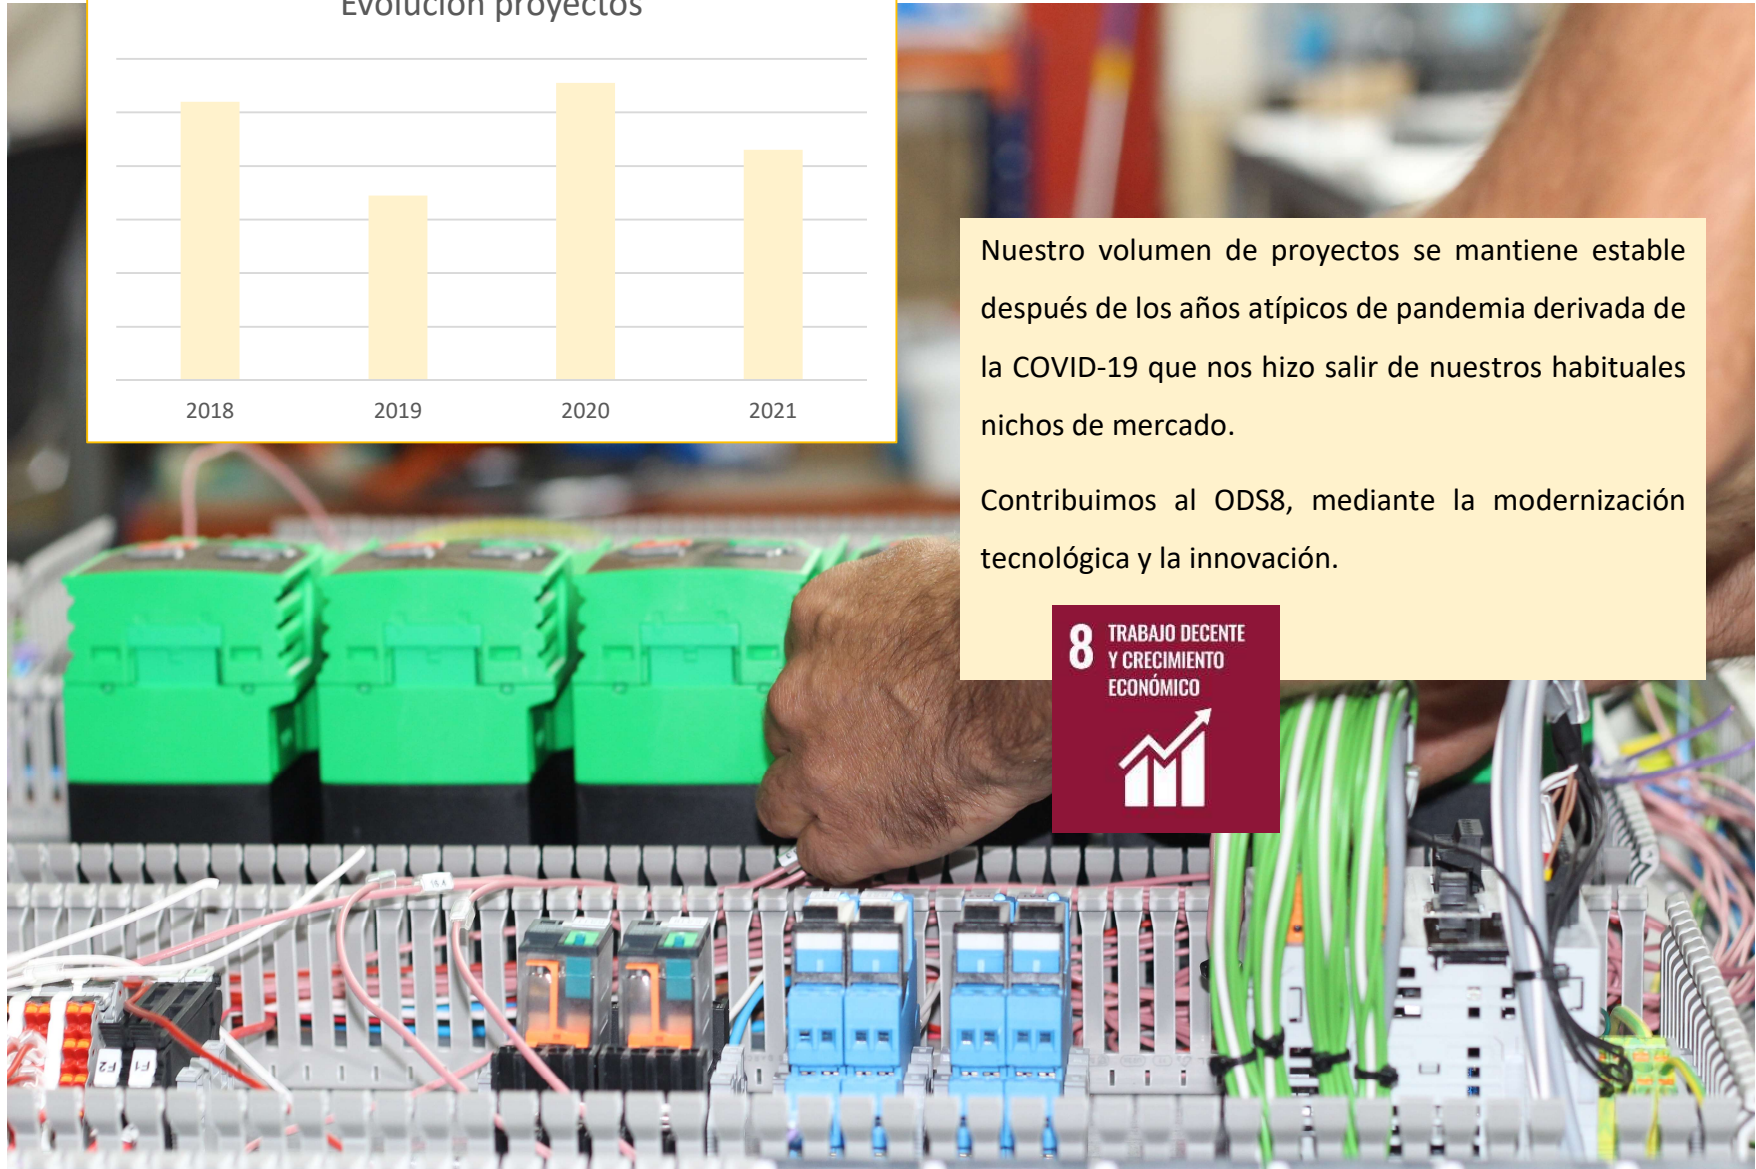 Evolución proyectos
2018 2019 2020 2021
Nuestro volumen de proyectos se mantiene estable
después de los años atípicos de pandemia derivada de
la COVID-19 que nos hizo salir de nuestros habituales
nichos de mercado.
Contribuimos al ODS8, mediante la modernización
tecnológica y la innovación.
8 TRABAJO DECENTE
Y CRECIMIENTO
ECONÓMICO
F2 F1